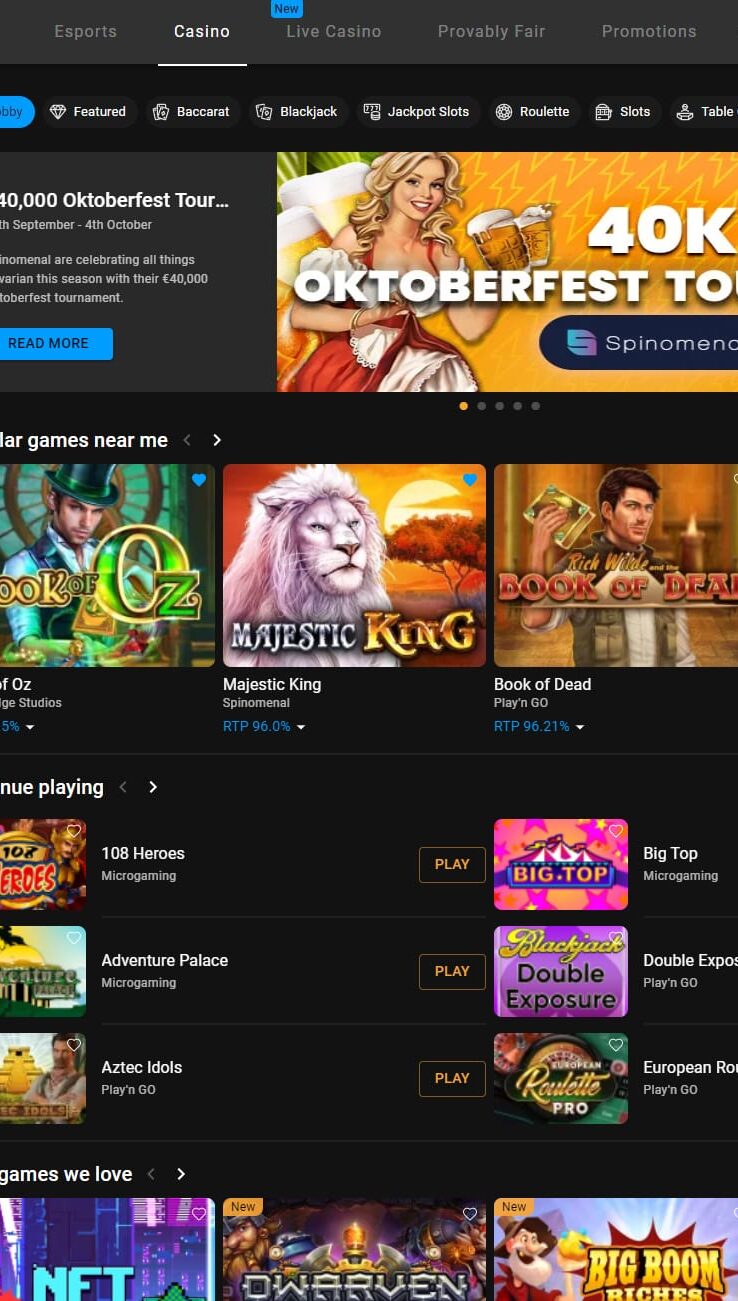 New
Esports Casino Live Casino Provably Fair Promotions
obby Featured Baccarat Blackjack Jackpot Slots Roulette Slots Table
40,000 Oktoberfest Tour...
th September - 4th October
inomenal are celebrating all things
varian this season with their €40,000
toberfest tournament.
READ MORE
40K
OKTOBERFEST TOU
Spinomena
lar games near me
OOK OF OZ
MAJESTIC KING
Rich Wilde and the
BOOK OF DEAD
of Oz
Majestic King
Book of Dead
dge Studios
Spinomenal
Play'n GO
5%
RTP 96.0%
RTP 96.21%
nue playing
108
HEROES
108 Heroes
Microgaming
PLAY
BIG TOP
Big Top
Microgaming
Adventure
PALACE
Adventure Palace
Microgaming
PLAY
Blackjack
Double
Exposure
Double Expos
Play'n GO
TEC IDOLS
Aztec Idols
Play'n GO
PLAY
EUROPEAN
Roulette
PRO
European Rou
Play'n GO
games we love
NFT
New
DWARVEN
New
BIG BOOM
RICHES